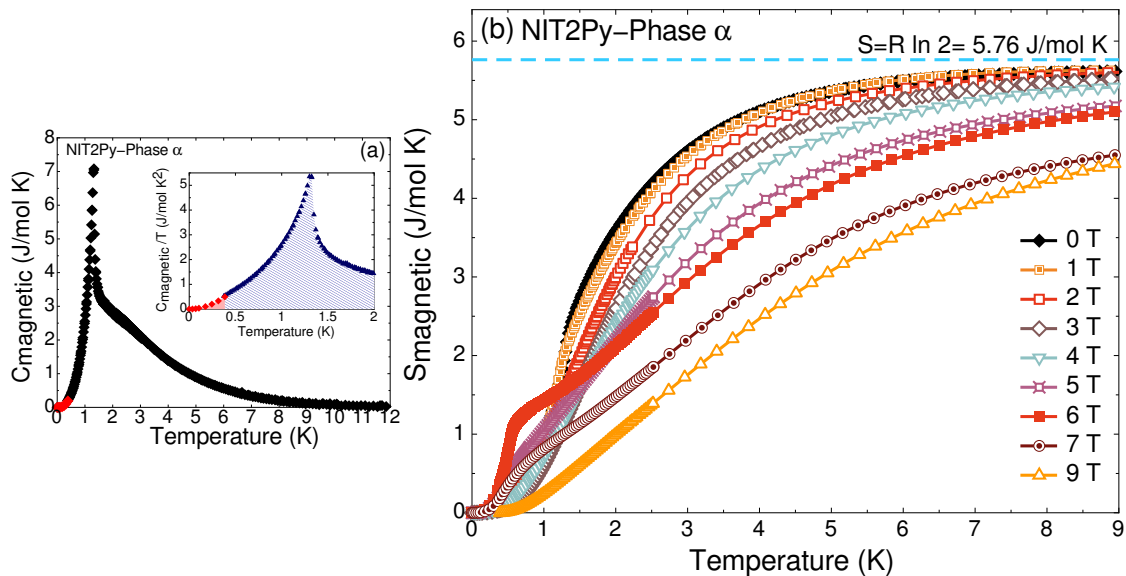 (b) NIT2Py-Phase α
S=R ln 2= 5.76 J/mol K
Smagnetic (J/mol K)
6
5
4
3
2
1
0
0 1 2 3 4 5 6 7 8 9
Temperature (K)
0 T
1 T
2 T
3 T
4 T
5 T
6 T
7 T
9 T
NIT2Py-Phase α
(a)
Cmagnetic (J/mol K)
8
7
6
5
4
3
2
1
0
0 1 2 3 4 5 6 7 8 9 10 11 12
Temperature (K)
Cmagnetic /T (J/mol K²)
5
4
3
2
1
0
0 0.5 1 1.5 2
Temperature (K)